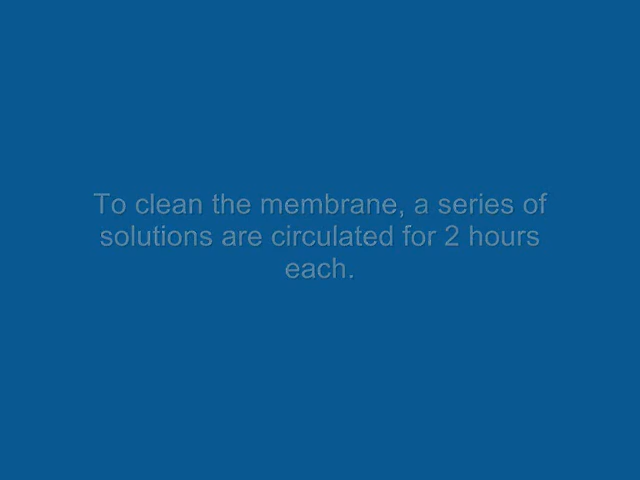 To clean the membrane, a series of
solutions are circulated for 2 hours
each.